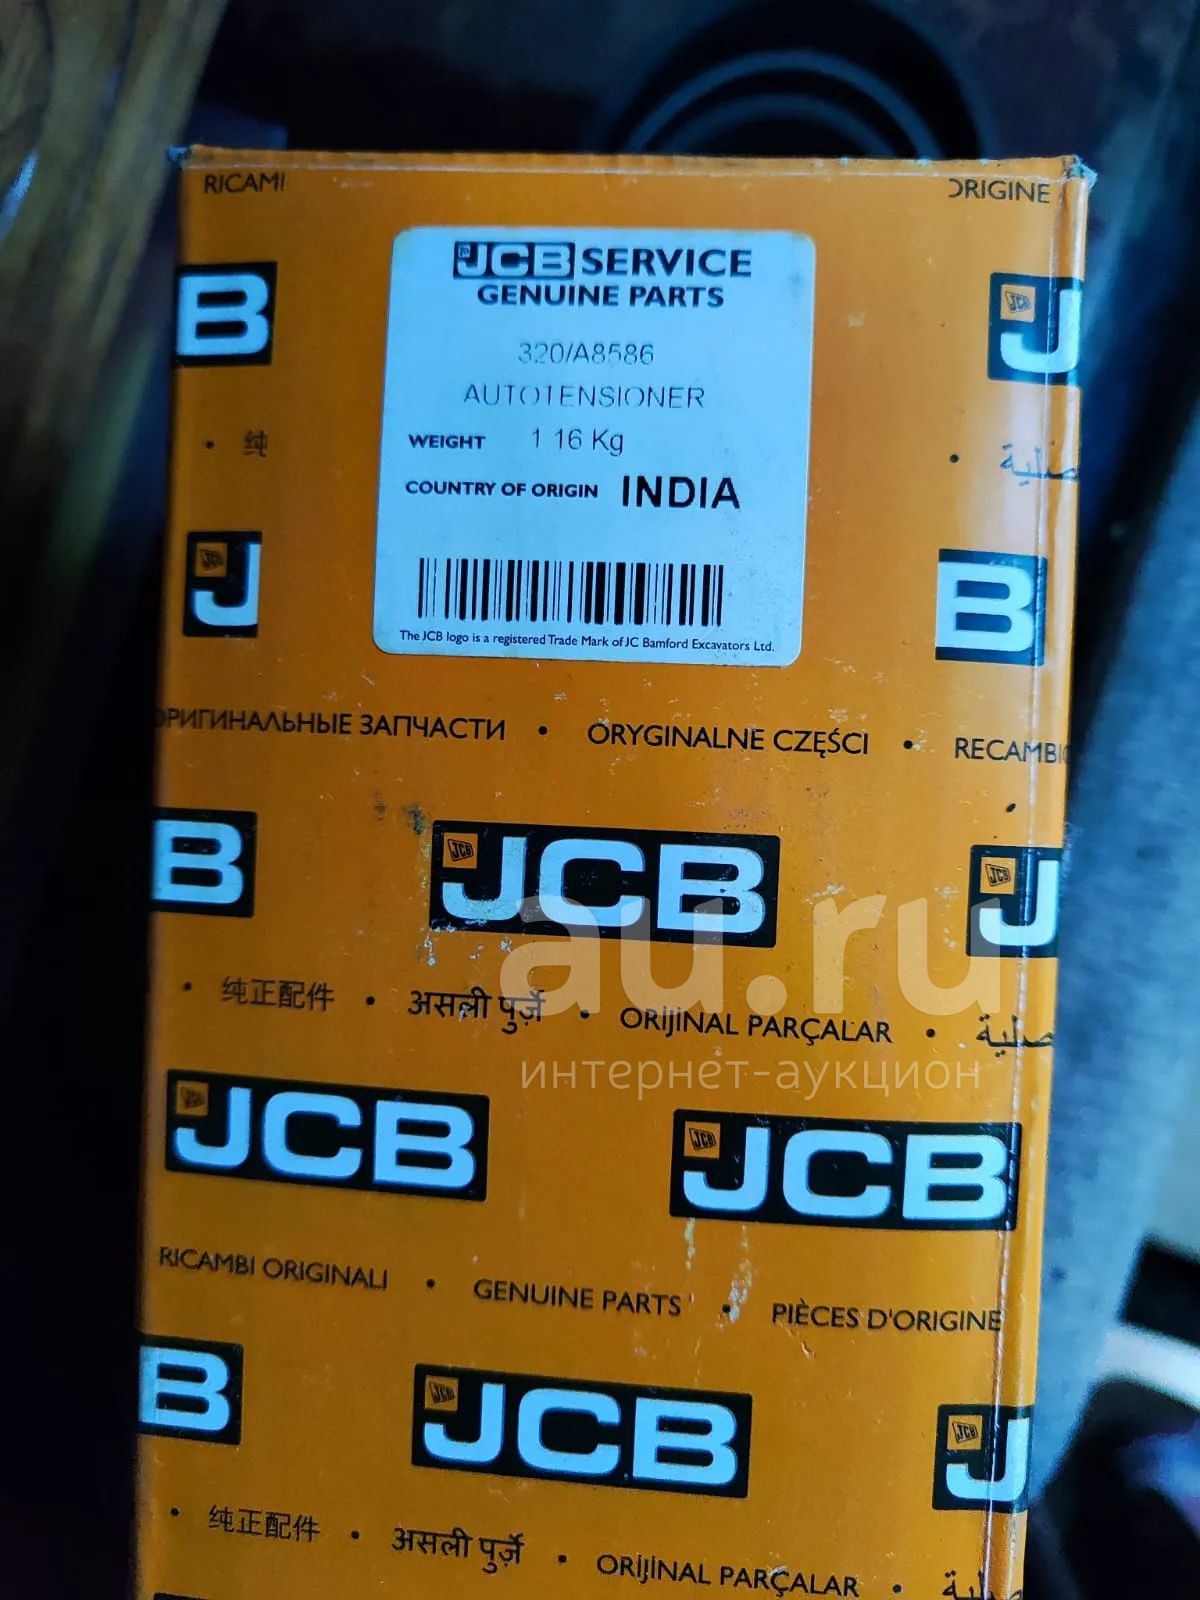 RICAMI
ORIGINE
JCB SERVICE
GENUINE PARTS
320/A8586
AUTOTENSIONER
WEIGHT 1.16 Kg
COUNTRY OF ORIGIN INDIA
The JCB logo is a registered Trade Mark of JC Bamford Excavators Ltd.
B
J
• 纯
•
J
B
ОРИГИНАЛЬНЫЕ ЗАПЧАСТИ • ORYGINALNE CZĘŚCI • RECAMBIO
B JCB J
au.ru
• 纯正配件 • असली पुर्ज़े • ORİJİNAL PARÇALAR •
интернет-аукцион
JCB JCB
RICAMBI ORIGINALI • GENUINE PARTS • PIÈCES D'ORIGINE
B JCB J
• 纯正配件 • असली पुर्ज़े • ORİJİNAL PARÇALAR •